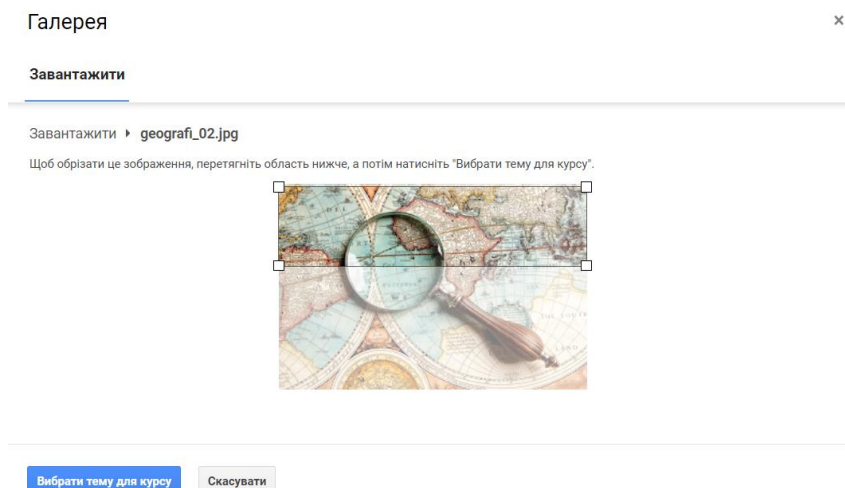 Галерея
Завантажити
Завантажити geografi_02.jpg
Щоб обрізати це зображення, перетягніть область нижче, а потім натисніть "Вибрати тему для курсу".
Вибрати тему для курсу Скасувати